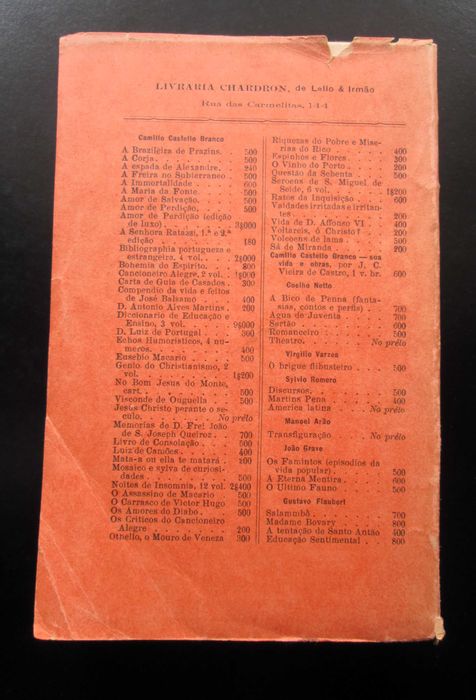 LIVRARIA CHARDRON, de Lello & Irmão
Rua das Carmelitas, 144
Camillo Castello Branco
A Brazileira de Prazins. . 500
A Corja. . . . . . . 500
A espada de Alexandre. . 240
A Freira no Subterraneo. . 500
A Immortalidade . . . . 600
A Maria da Fonte. . . . 500
Amor de Salvação. . . . 500
Amor de Perdição. . . . 500
Amor de Perdição (edição
de luxo). . . . . . 3$000
A Senhora Ratazzi, 1.ª e 2.ª
edição . . . . . . . 180
Bibliographia portugueza e
estrangeira, 4 vol. . . 2$000
Bohemia do Espirito. . . 800
Cancioneiro Alegre, 2 vol. . 1$000
Carta de Guia de Casados . 300
Compendio da vida e feitos
de José Balsamo . . . . 400
D. Antonio Alves Martins . 200
Diccionario de Educação e
Ensino, 3 vol. . . . 9$000
D. Luiz de Portugal . . . 300
Echos Humoristicos, 4 nu-
meros. . . . . . . 400
Eusebio Macario . . . . 500
Genio do Christianismo, 2
vol. . . . . . . . 1$200
No Bom Jesus do Monte,
cart. . . . . . . . 500
Visconde de Ouguella . . 500
Jesus Christo perante o se-
culo. . . . . . No prélo
Memorias de D. Frei João
de S. Joseph Queiroz . . 700
Livro de Consolação. . . 500
Luiz de Camões . . . . 400
Mata-a ou ella te matará . 200
Mosaico e sylva de curiosi-
dades . . . . . . . 500
Noites de Insomnia, 12 vol. 2$400
O Assassino de Macario . 500
O Carrasco de Victor Hugo . 500
Os Amores do Diabo. . . 500
Os Criticos do Cancioneiro
Alegre . . . . . . . 200
Othello, o Mouro de Veneza 300
Riquezas do Pobre e Mise-
rias do Rico . . . . . 400
Espinhos e Flores. . . . 300
O Vinho do Porto . . . . 200
Questão da Sebenta . . . 500
Seroens de S. Miguel de
Seide, 6 vol. . . . . 1$200
Ratos da Inquisição . . . 600
Vaidades irritadas e irritan-
tes. . . . . . . . 200
Vida de D. Affonso VI . . 400
Voltareis, ó Christo? . . . 200
Volcoens de lama. . . . 500
Sá de Miranda . . . . 200
Camillo Castello Branco — sua
vida e obras, por J. C.
Vieira de Castro, 1 v. br. 600
Coelho Netto
A Bico de Penna (fanta-
sias, contos e perfis) . . 700
Agua de Juventa . . . . 700
Sertão . . . . . . . 600
Romanceiro . . . . . 500
Theatro. . . . . No prélo
Virgilio Varzea
O brigue flibusteiro . . . 500
Sylvio Romero
Discursos. . . . . . 500
Martins Pena . . . . . 400
America latina . . No prélo
Manoel Arão
Transfiguração. . . No prélo
João Grave
Os Famintos (episodios da
vida popular) . . . . 500
A Eterna Mentira . . . . 600
O Ultimo Fauno . . . . 500
Gustavo Flaubert
Salammbô . . . . . . 700
Madame Bovary . . . . 800
A tentação de Santo Antão 400
Educação Sentimental . . 800